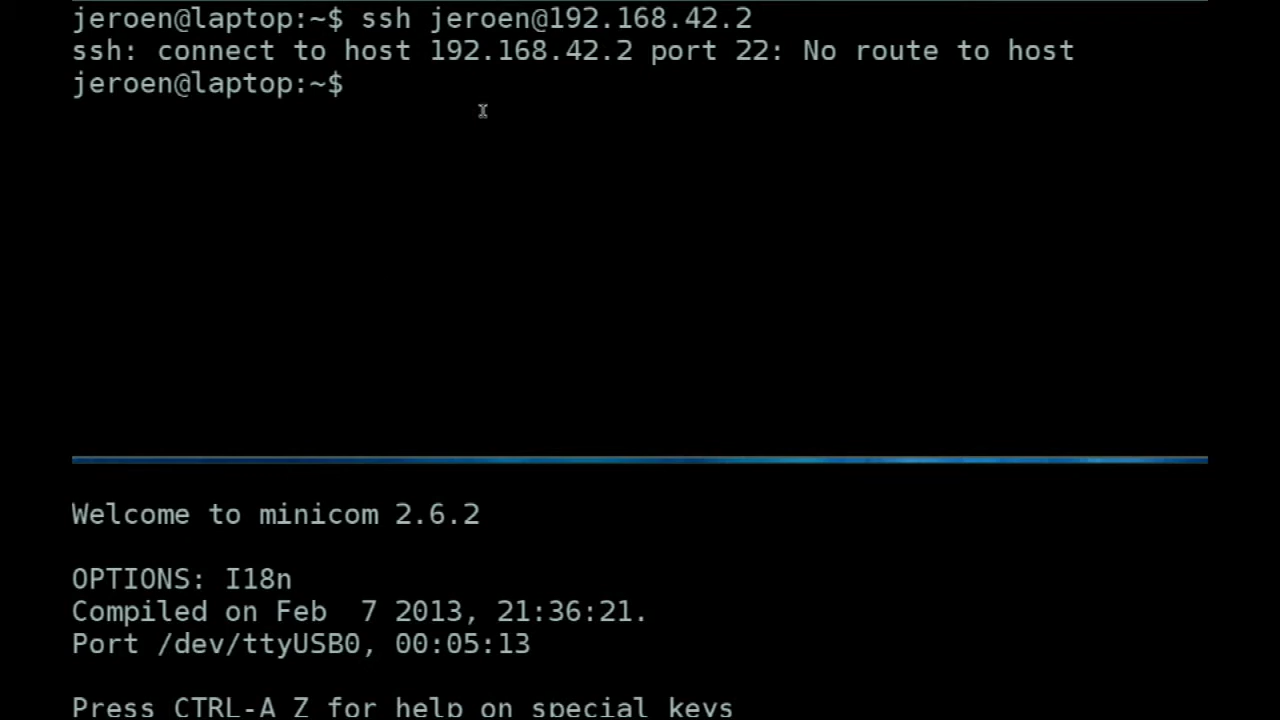 jeroen@laptop:~$ ssh jeroen@192.168.42.2
ssh: connect to host 192.168.42.2 port 22: No route to host
jeroen@laptop:~$
Welcome to minicom 2.6.2
OPTIONS: I18n
Compiled on Feb  7 2013, 21:36:21.
Port /dev/ttyUSB0, 00:05:13
Press CTRL-A Z for help on special keys